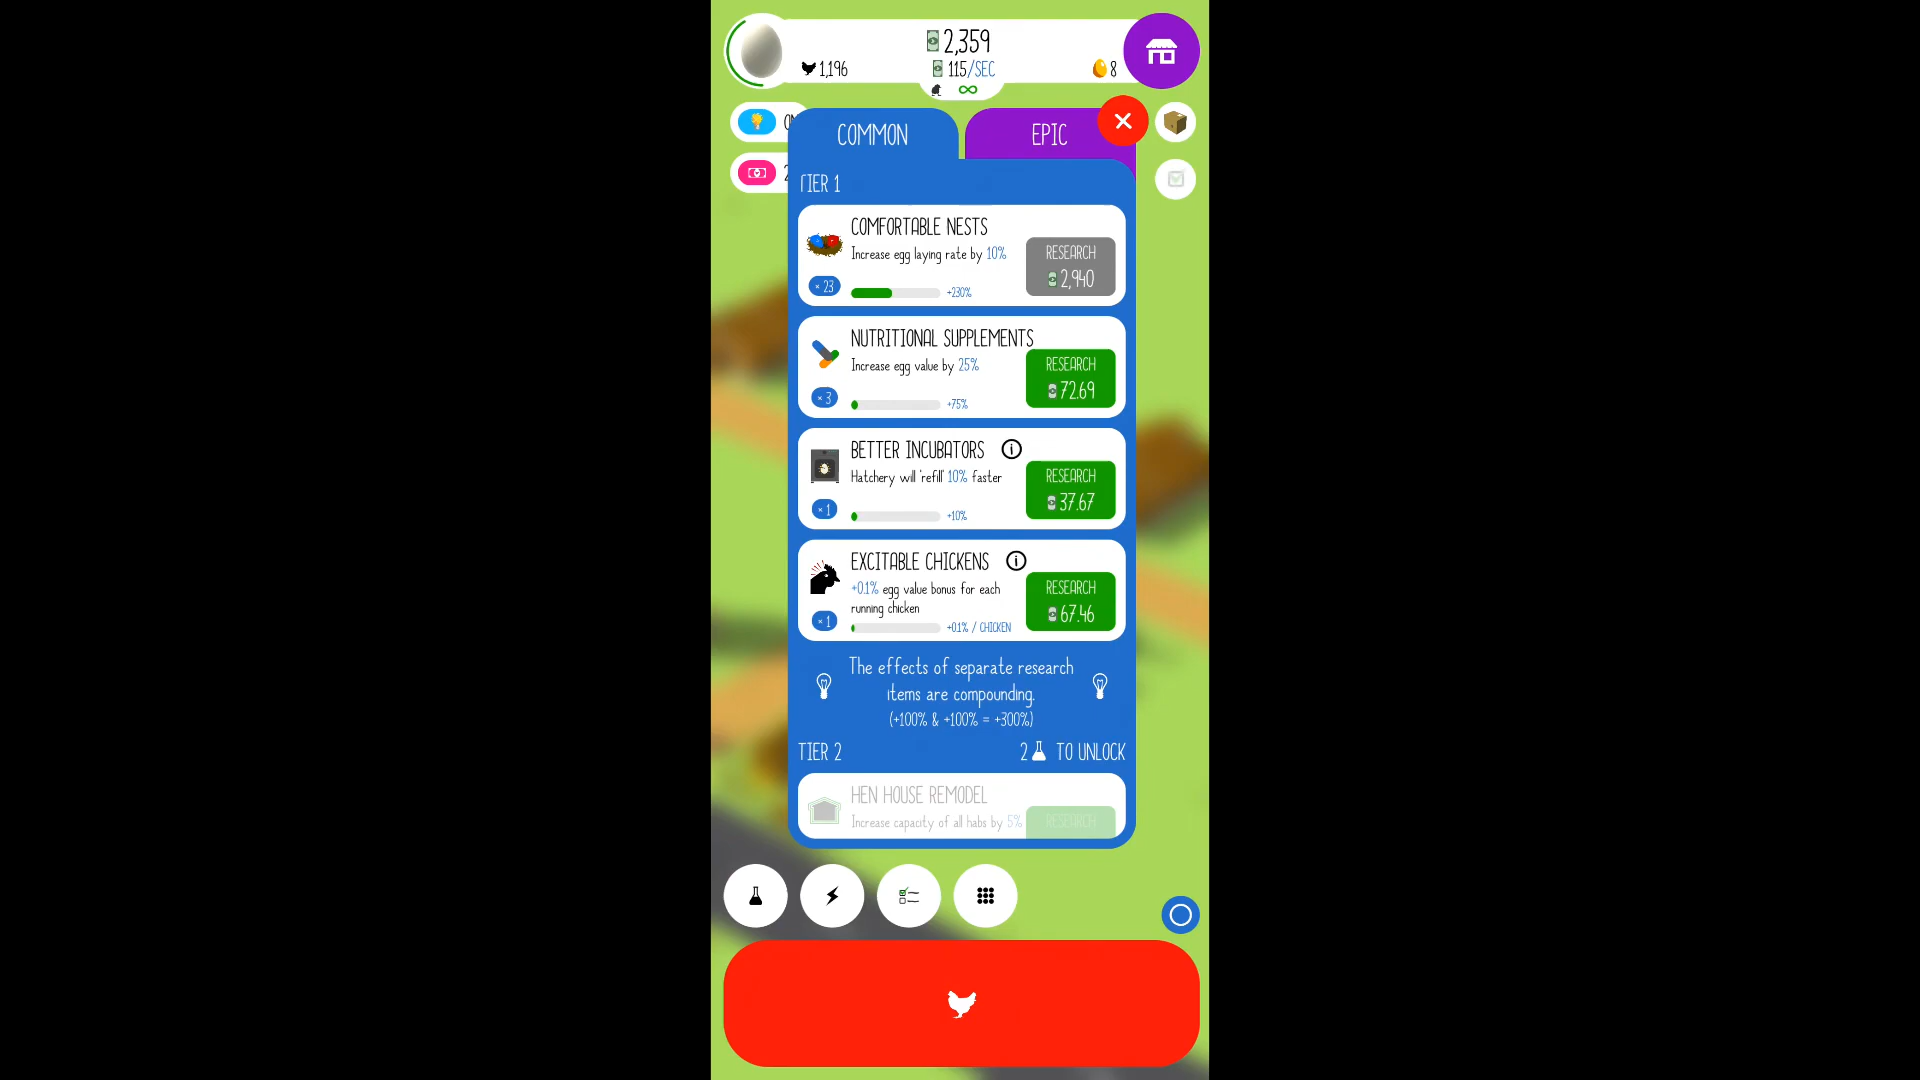 2,359
1,196
115/SEC
8
COMMON
EPIC
TIER 1
COMFORTABLE NESTS
Increase egg laying rate by 10%
RESEARCH
2,940
× 23
+230%
NUTRITIONAL SUPPLEMENTS
Increase egg value by 25%
RESEARCH
72.69
× 3
+75%
BETTER INCUBATORS
Hatchery will 'refill' 10% faster
RESEARCH
37.67
× 1
+10%
EXCITABLE CHICKENS
+0.1% egg value bonus for each
running chicken
RESEARCH
67.46
× 1
+0.1% / CHICKEN
The effects of separate research
items are compounding.
(+100% & +100% = +300%)
TIER 2
2 TO UNLOCK
HEN HOUSE REMODEL
Increase capacity of all habs by 5%
RESEARCH